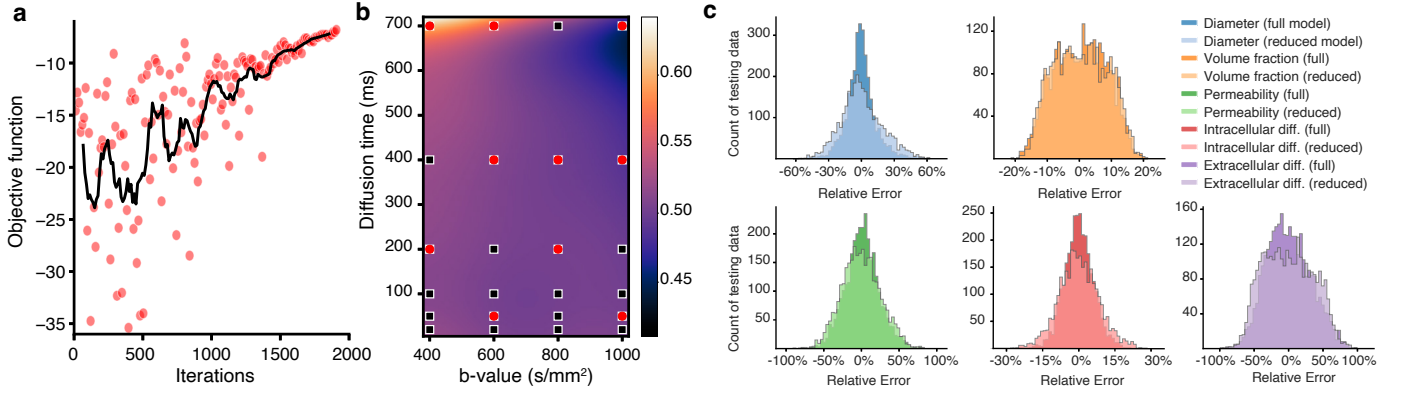 a
Objective function
−10
−15
−20
−25
−30
−35
0
500
1000
1500
2000
Iterations
b
Diffusion time (ms)
700
600
500
400
300
200
100
400
600
800
1000
b-value (s/mm²)
0.60
0.55
0.50
0.45
c
Count of testing data
300
200
100
-60%
-30%
0%
30%
60%
Relative Error
120
80
40
-20%
-10%
0%
10%
20%
Relative Error
Diameter (full model)
Diameter (reduced model)
Volume fraction (full)
Volume fraction (reduced)
Permeability (full)
Permeability (reduced)
Intracellular diff. (full)
Intracellular diff. (reduced)
Extracellular diff. (full)
Extracellular diff. (reduced)
Count of testing data
200
150
100
50
-100%
-50%
0%
50%
100%
Relative Error
250
200
150
100
50
-30%
-15%
0%
15%
30%
Relative Error
160
120
80
40
-100%
-50%
0%
50%
100%
Relative Error